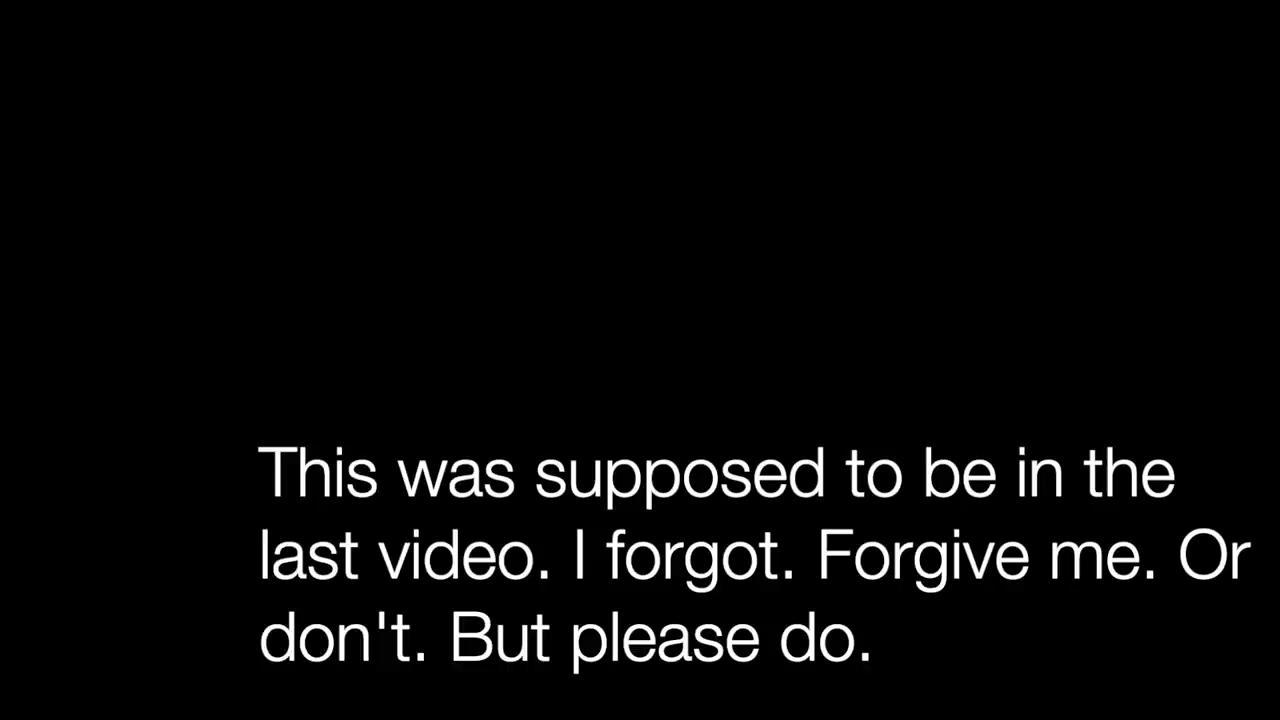 This was supposed to be in the
last video. I forgot. Forgive me. Or
don't. But please do.